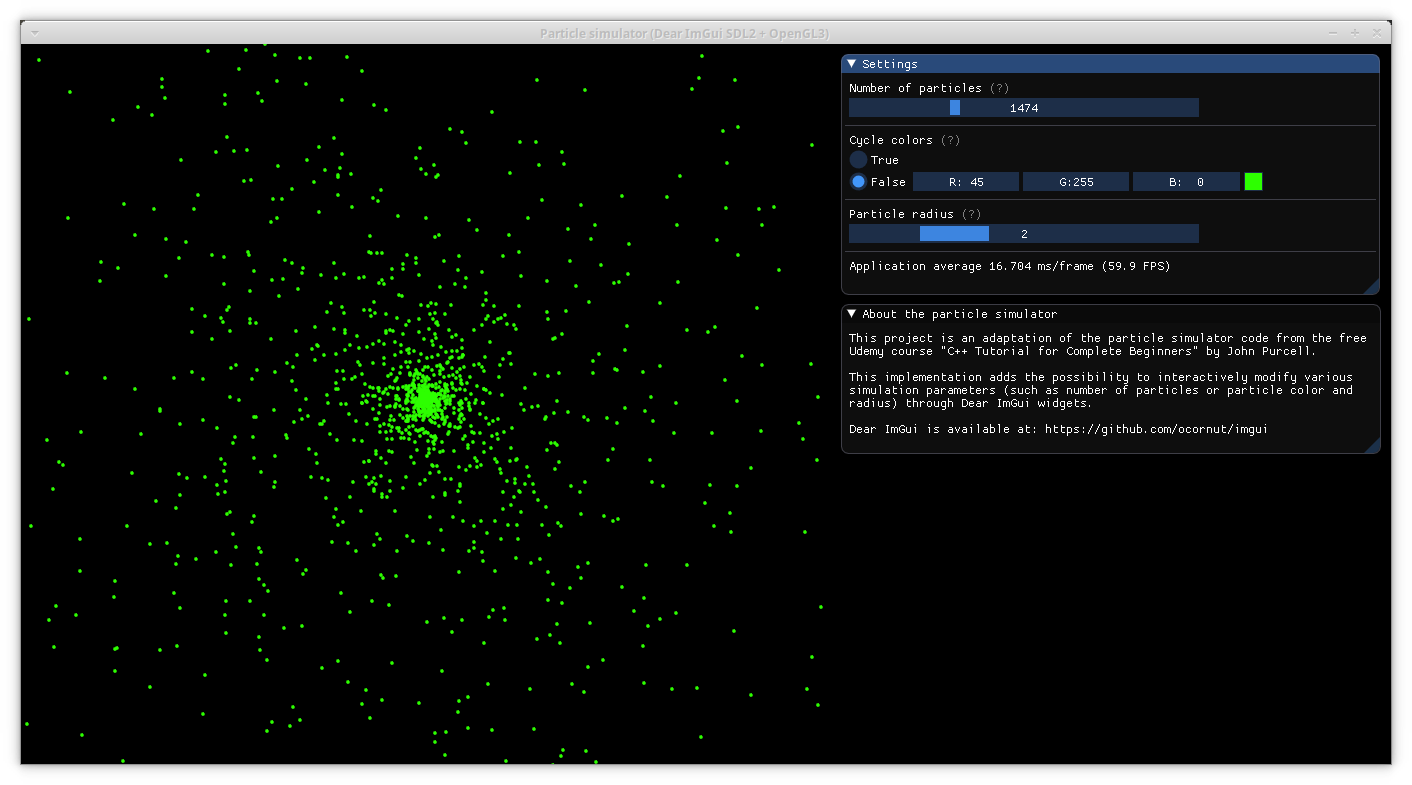 Particle simulator (Dear ImGui SDL2 + OpenGL3)
Settings
Number of particles (?)
1474
Cycle colors (?)
True
False R: 45 G:255 B: 0
Particle radius (?)
2
Application average 16.704 ms/frame (59.9 FPS)
About the particle simulator
This project is an adaptation of the particle simulator code from the free
Udemy course "C++ Tutorial for Complete Beginners" by John Purcell.
This implementation adds the possibility to interactively modify various
simulation parameters (such as number of particles or particle color and
radius) through Dear ImGui widgets.
Dear ImGui is available at: https://github.com/ocornut/imgui